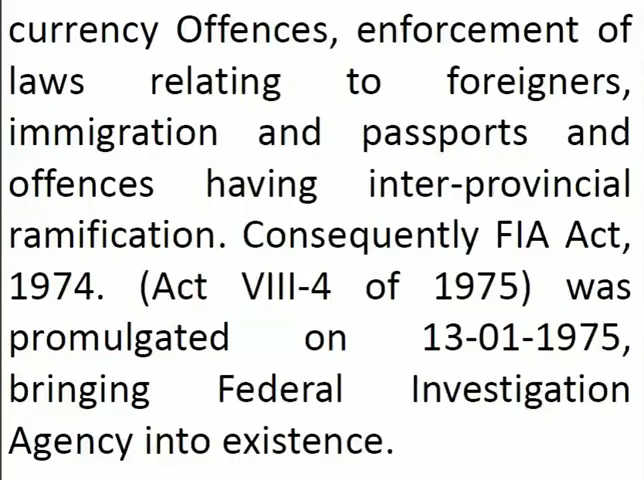 currency Offences, enforcement of
laws relating to foreigners,
immigration and passports and
offences having inter-provincial
ramification. Consequently FIA Act,
1974. (Act VIII-4 of 1975) was
promulgated on 13-01-1975,
bringing Federal Investigation
Agency into existence.